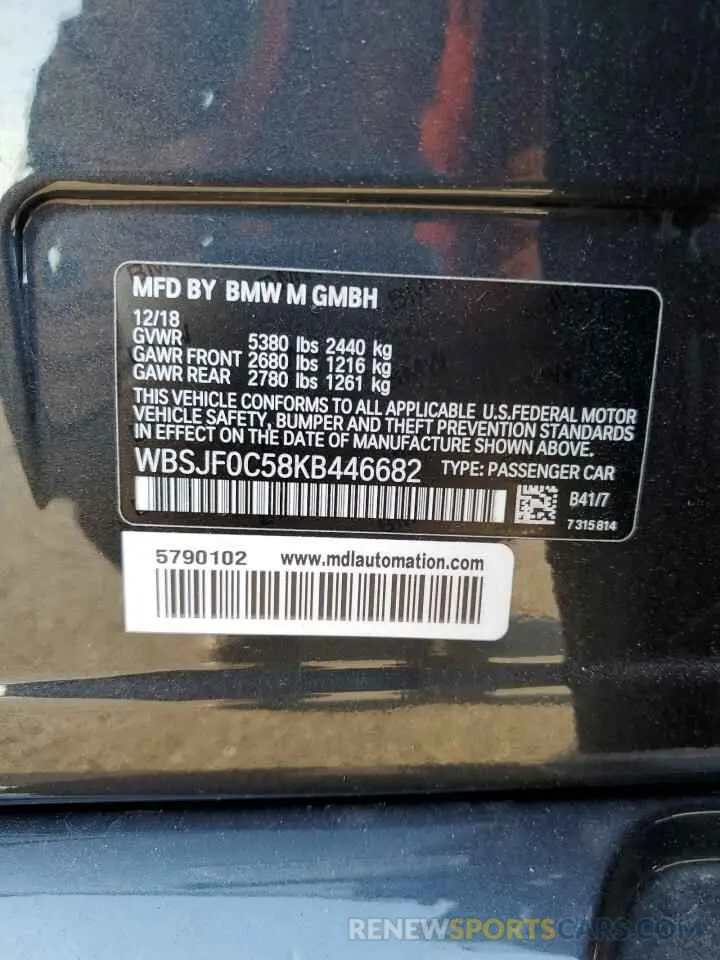 MFD BY BMW M GMBH
12/18
GVWR 5380 lbs 2440 kg
GAWR FRONT 2680 lbs 1216 kg
GAWR REAR 2780 lbs 1261 kg
THIS VEHICLE CONFORMS TO ALL APPLICABLE U.S.FEDERAL MOTOR
VEHICLE SAFETY, BUMPER AND THEFT PREVENTION STANDARDS
IN EFFECT ON THE DATE OF MANUFACTURE SHOWN ABOVE.
WBSJF0C58KB446682 TYPE: PASSENGER CAR
B41/7
7315814
5790102 www.mdlautomation.com
RENEWSPORTSCARS.COM